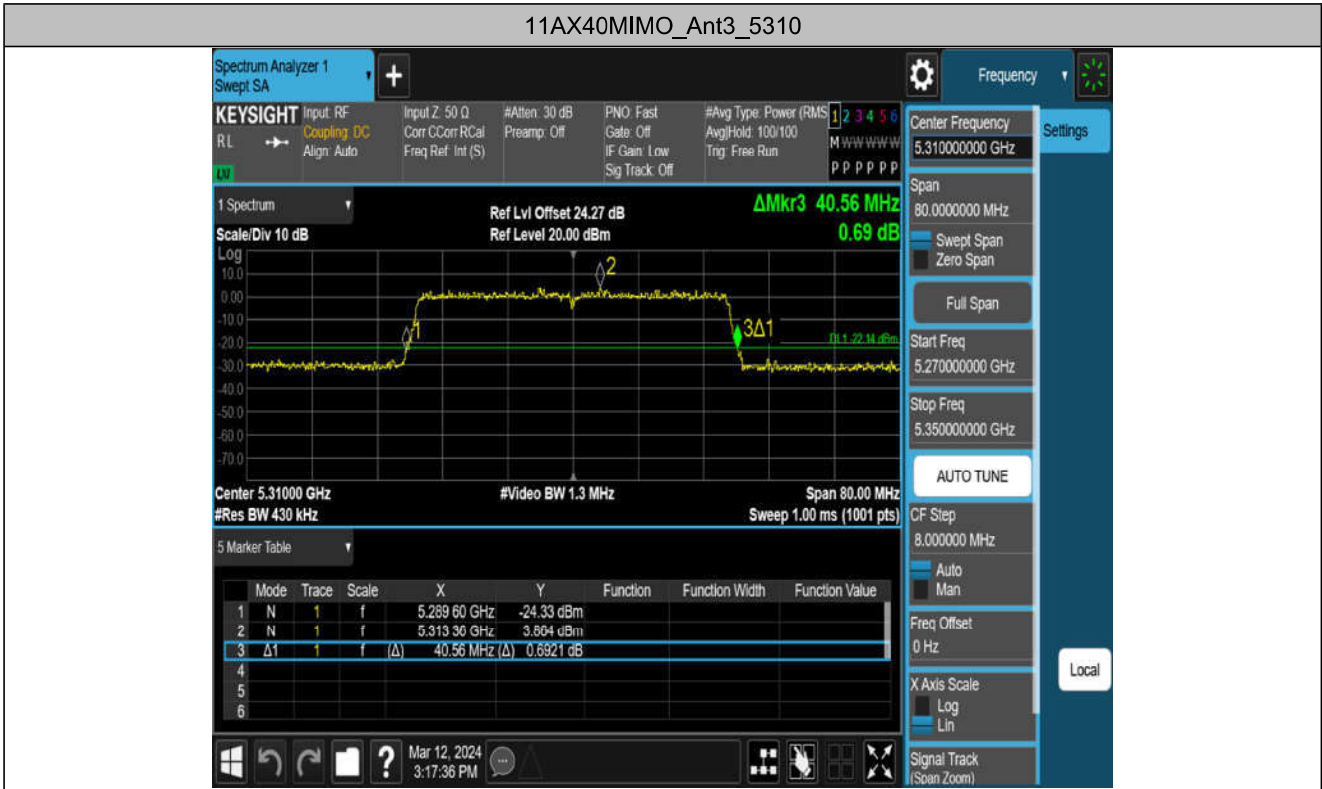 11AX40MIMO_Ant3_5310
Spectrum Analyzer 1
Swept SA
+
Frequency
KEYSIGHT
RL
LXI
Input: RF
Coupling: DC
Align: Auto
Input Z: 50 Ω
Corr CCorr RCal
Freq Ref: Int (S)
#Atten: 30 dB
Preamp: Off
PNO: Fast
Gate: Off
IF Gain: Low
Sig Track: Off
#Avg Type: Power (RMS
Avg|Hold: 100/100
Trig: Free Run
1 2 3 4 5 6
M W W W W W
P P P P P P
1 Spectrum
Scale/Div 10 dB
Ref Lvl Offset 24.27 dB
Ref Level 20.00 dBm
ΔMkr3 40.56 MHz
0.69 dB
Log
10.0
0.00
-10.0
-20.0
-30.0
-40.0
-50.0
-60.0
-70.0
1
2
3Δ1
DL1 -22.14 dBm
Center 5.31000 GHz
#Res BW 430 kHz
#Video BW 1.3 MHz
Span 80.00 MHz
Sweep 1.00 ms (1001 pts)
5 Marker Table
Mode Trace Scale X Y Function Function Width Function Value
1 N 1 f 5.289 60 GHz -24.33 dBm
2 N 1 f 5.313 36 GHz 3.864 dBm
3 Δ1 1 f (Δ) 40.56 MHz (Δ) 0.6921 dB
4
5
6
?
Mar 12, 2024
3:17:36 PM
Center Frequency
5.310000000 GHz
Settings
Span
80.0000000 MHz
Swept Span
Zero Span
Full Span
Start Freq
5.270000000 GHz
Stop Freq
5.350000000 GHz
AUTO TUNE
CF Step
8.000000 MHz
Auto
Man
Freq Offset
0 Hz
Local
X Axis Scale
Log
Lin
Signal Track
(Span Zoom)